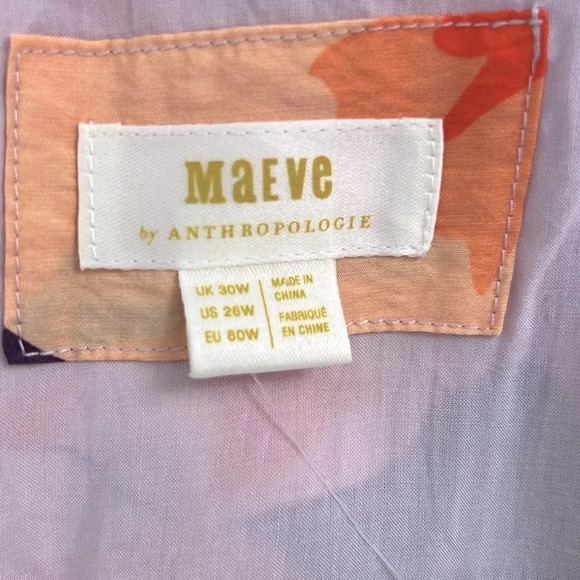 Maeve
by ANTHROPOLOGIE
UK 30W
US 26W
EU 60W
MADE IN
CHINA
FABRIQUÉ
EN CHINE